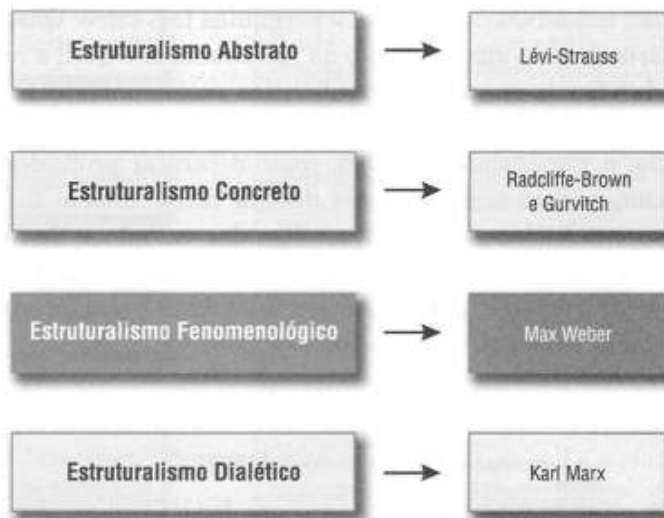 Estruturalismo Abstrato
Lévi-Strauss
Estruturalismo Concreto
Radcliffe-Brown
e Gurvitch
Estruturalismo Fenomenológico
Max Weber
Estruturalismo Dialético
Karl Marx